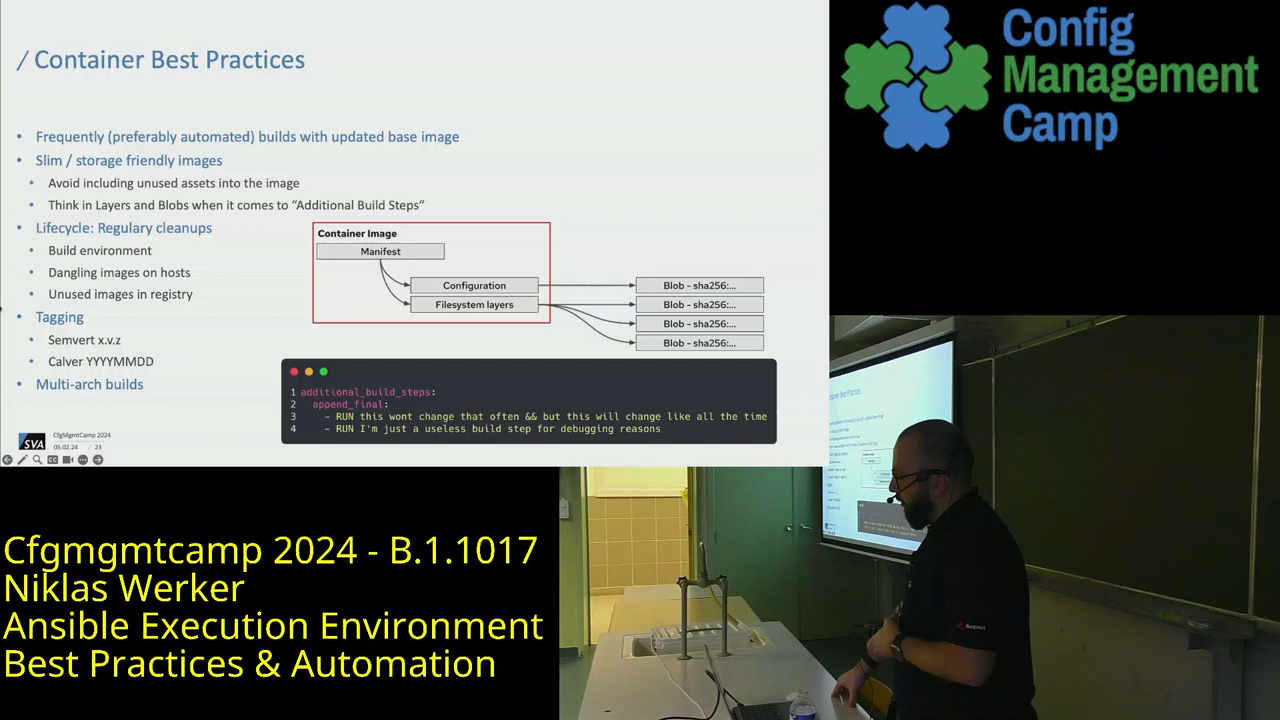 / Container Best Practices
• Frequently (preferably automated) builds with updated base image
• Slim / storage friendly images
• Avoid including unused assets into the image
• Think in Layers and Blobs when it comes to “Additional Build Steps“
• Lifecycle: Regulary cleanups
• Build environment
• Dangling images on hosts
• Unused images in registry
• Tagging
• Semvert x.v.z
• Calver YYYYMMDD
• Multi-arch builds
Container Image
Manifest
Configuration
Filesystem layers
Blob - sha256:...
Blob - sha256:...
Blob - sha256:...
Blob - sha256:...
1 additional_build_steps:
2 append_final:
3 - RUN this wont change that often && but this will change like all the time
4 - RUN I'm just a useless build step for debugging reasons
SVA
CfgMgmtCamp 2024
05.02.24 / 23
Config
Management
Camp
Cfgmgmtcamp 2024 - B.1.1017
Niklas Werker
Ansible Execution Environment
Best Practices & Automation
RedHat